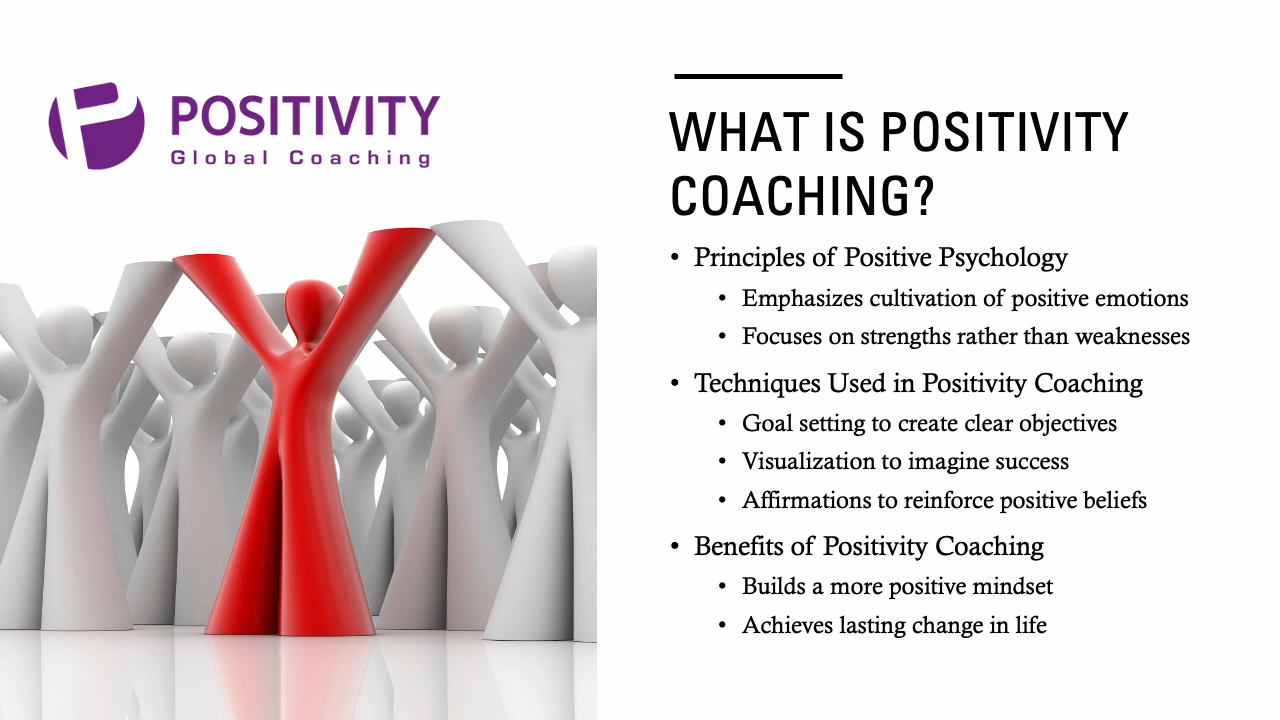 POSITIVITY
Global Coaching
WHAT IS POSITIVITY
COACHING?
• Principles of Positive Psychology
• Emphasizes cultivation of positive emotions
• Focuses on strengths rather than weaknesses
• Techniques Used in Positivity Coaching
• Goal setting to create clear objectives
• Visualization to imagine success
• Affirmations to reinforce positive beliefs
• Benefits of Positivity Coaching
• Builds a more positive mindset
• Achieves lasting change in life